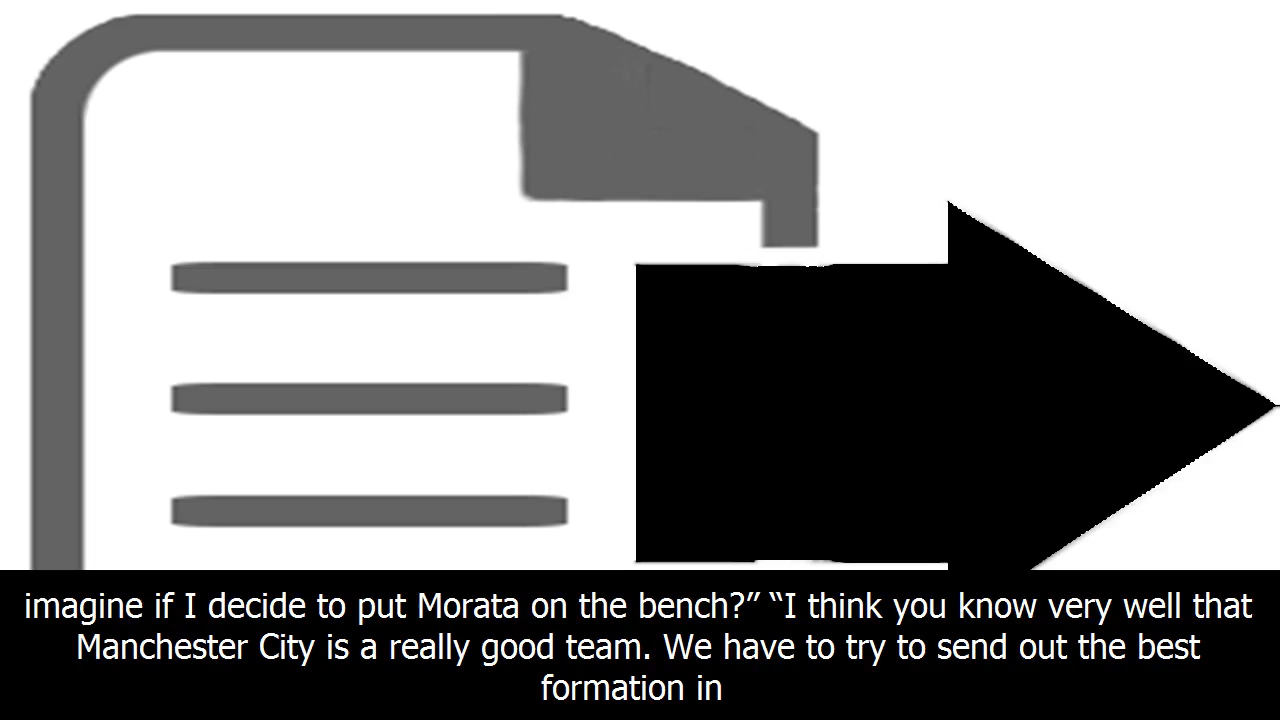 imagine if I decide to put Morata on the bench?” “I think you know very well that
Manchester City is a really good team. We have to try to send out the best
formation in